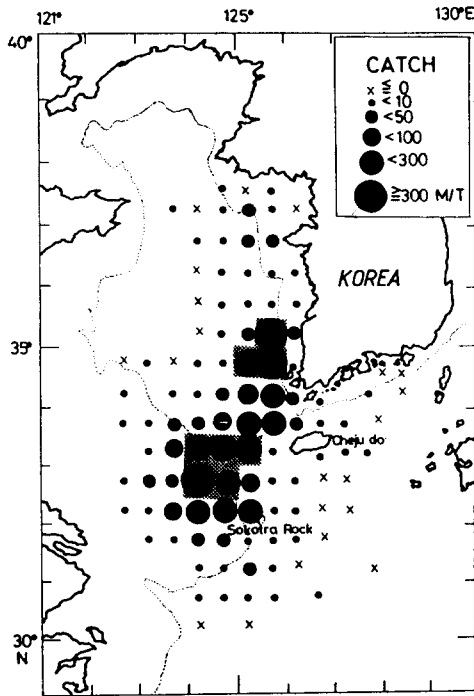 121°
125°
130°E
40°
CATCH
x ≦ 0
<10
<50
<100
<300
≧300 M/T
KOREA
35°
Cheju do
Sokotra Rock
30°
N